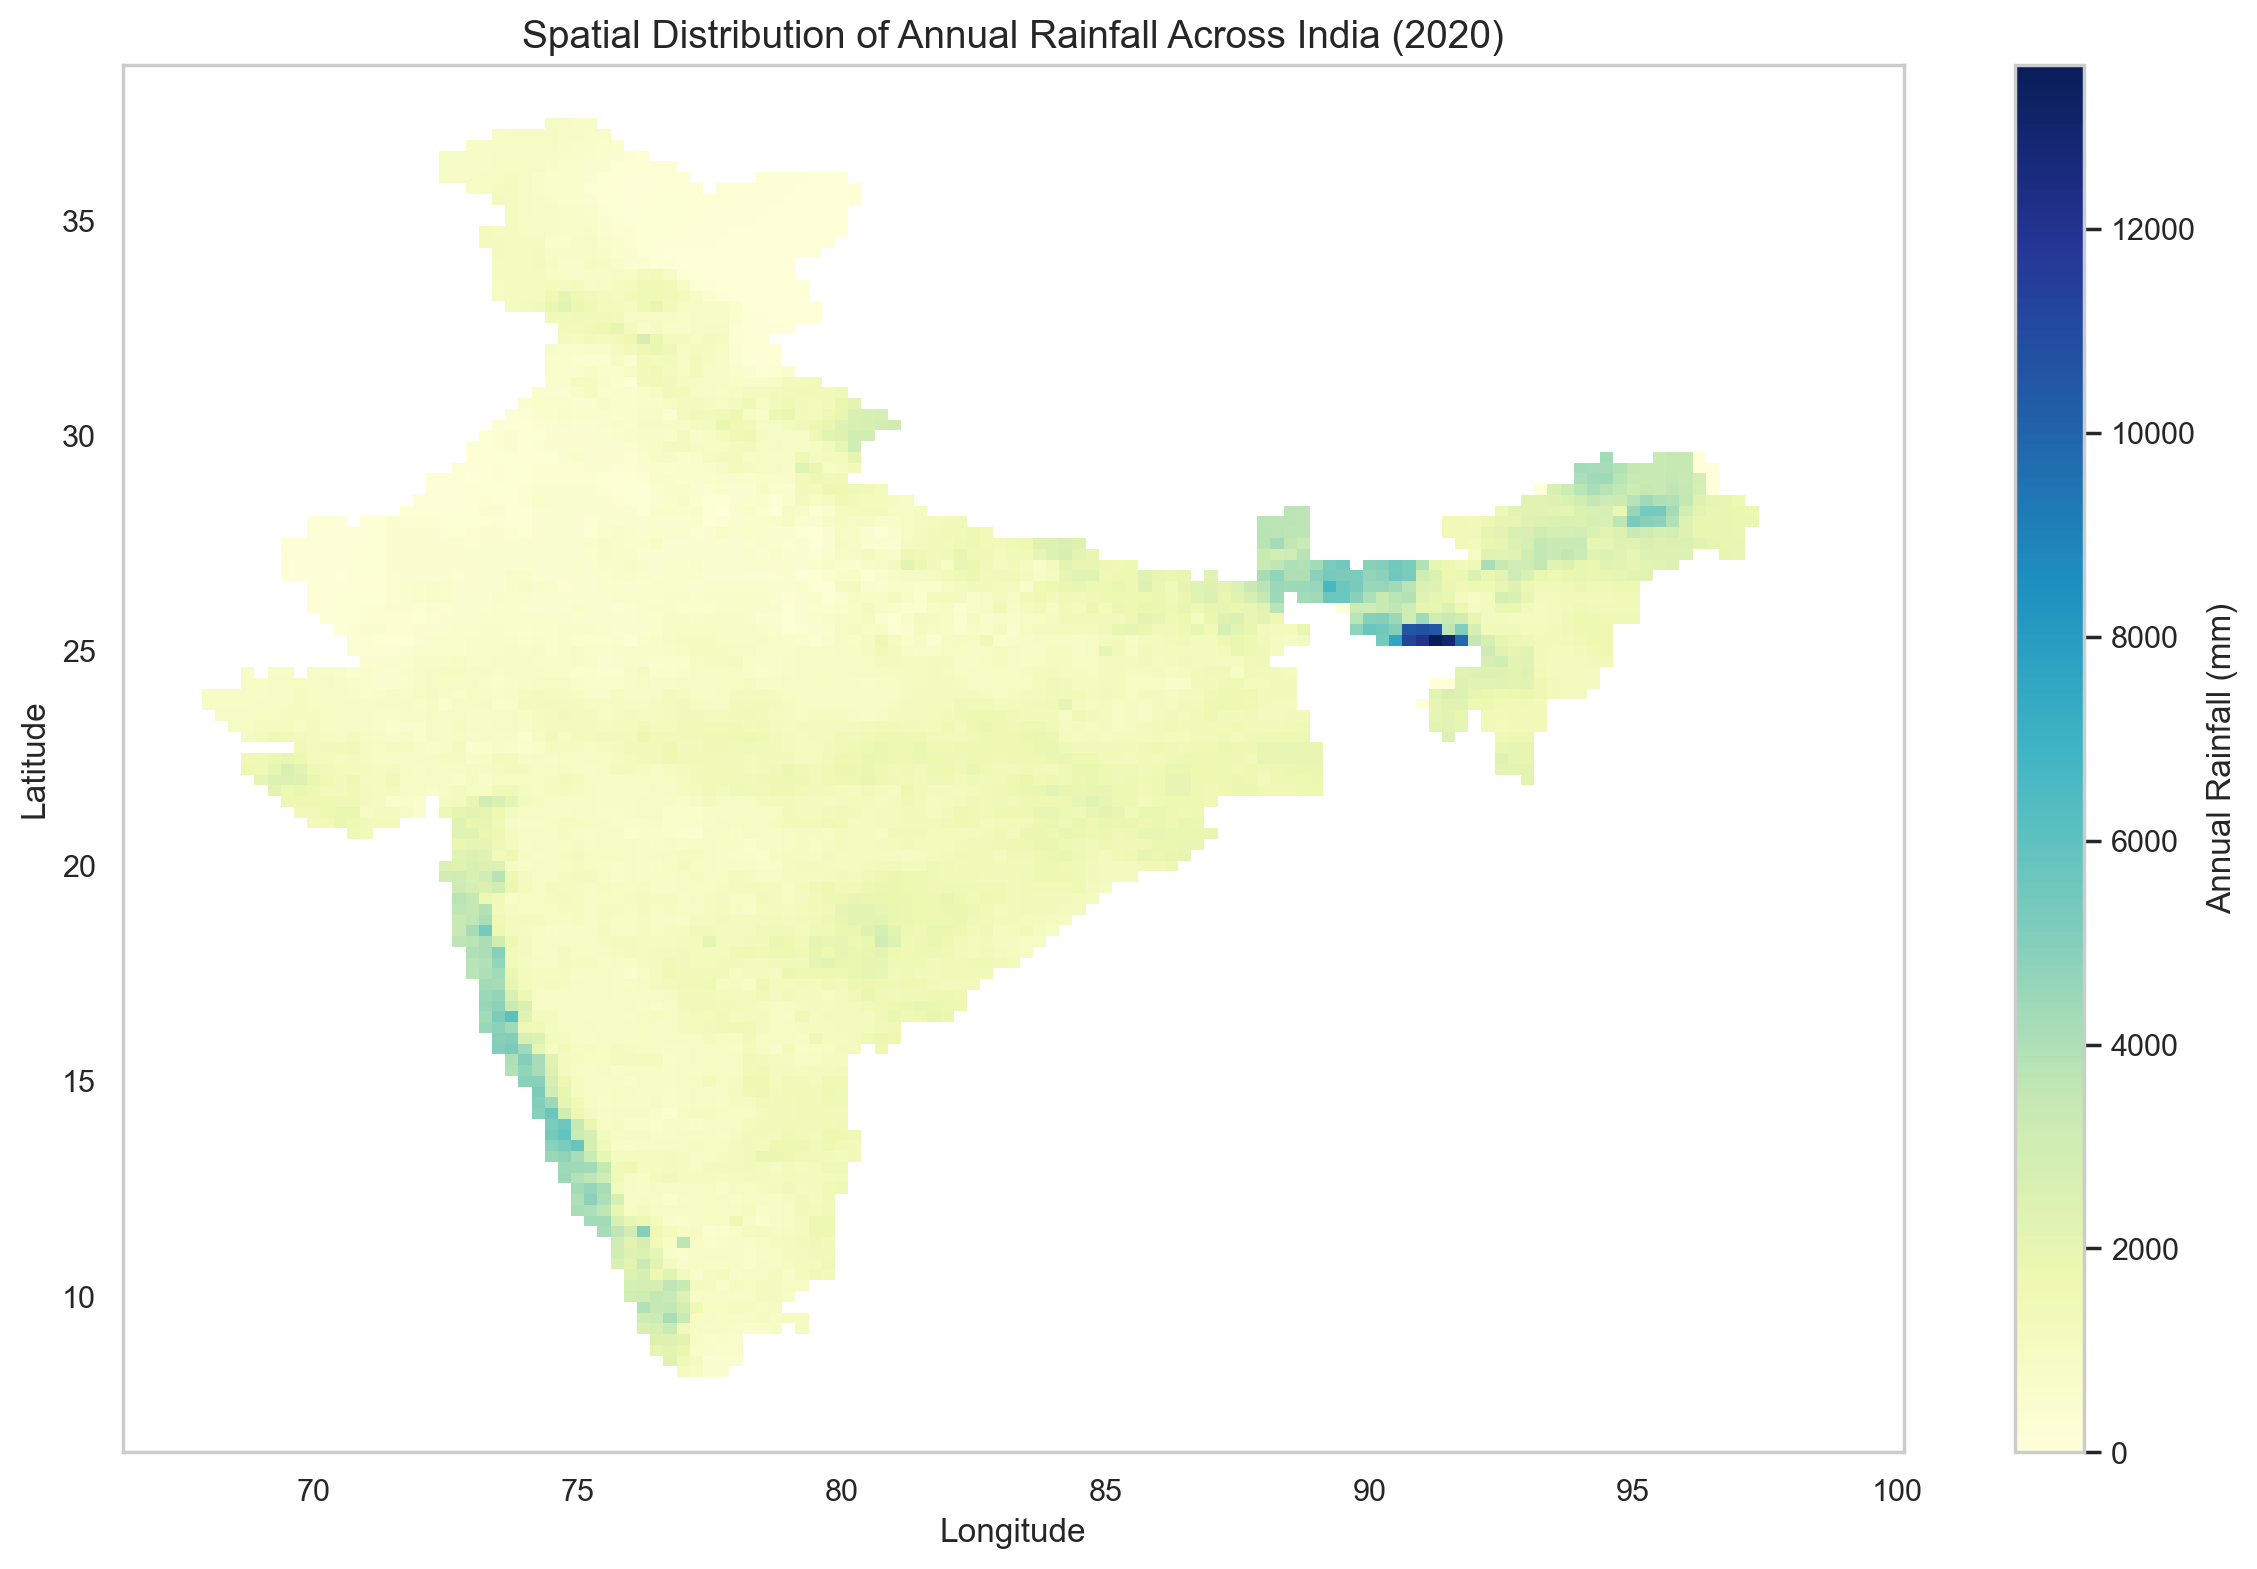 Spatial Distribution of Annual Rainfall Across India (2020)
35
30
25
20
15
10
Latitude
70 75 80 85 90 95 100
Longitude
12000
10000
8000
6000
4000
2000
0
Annual Rainfall (mm)